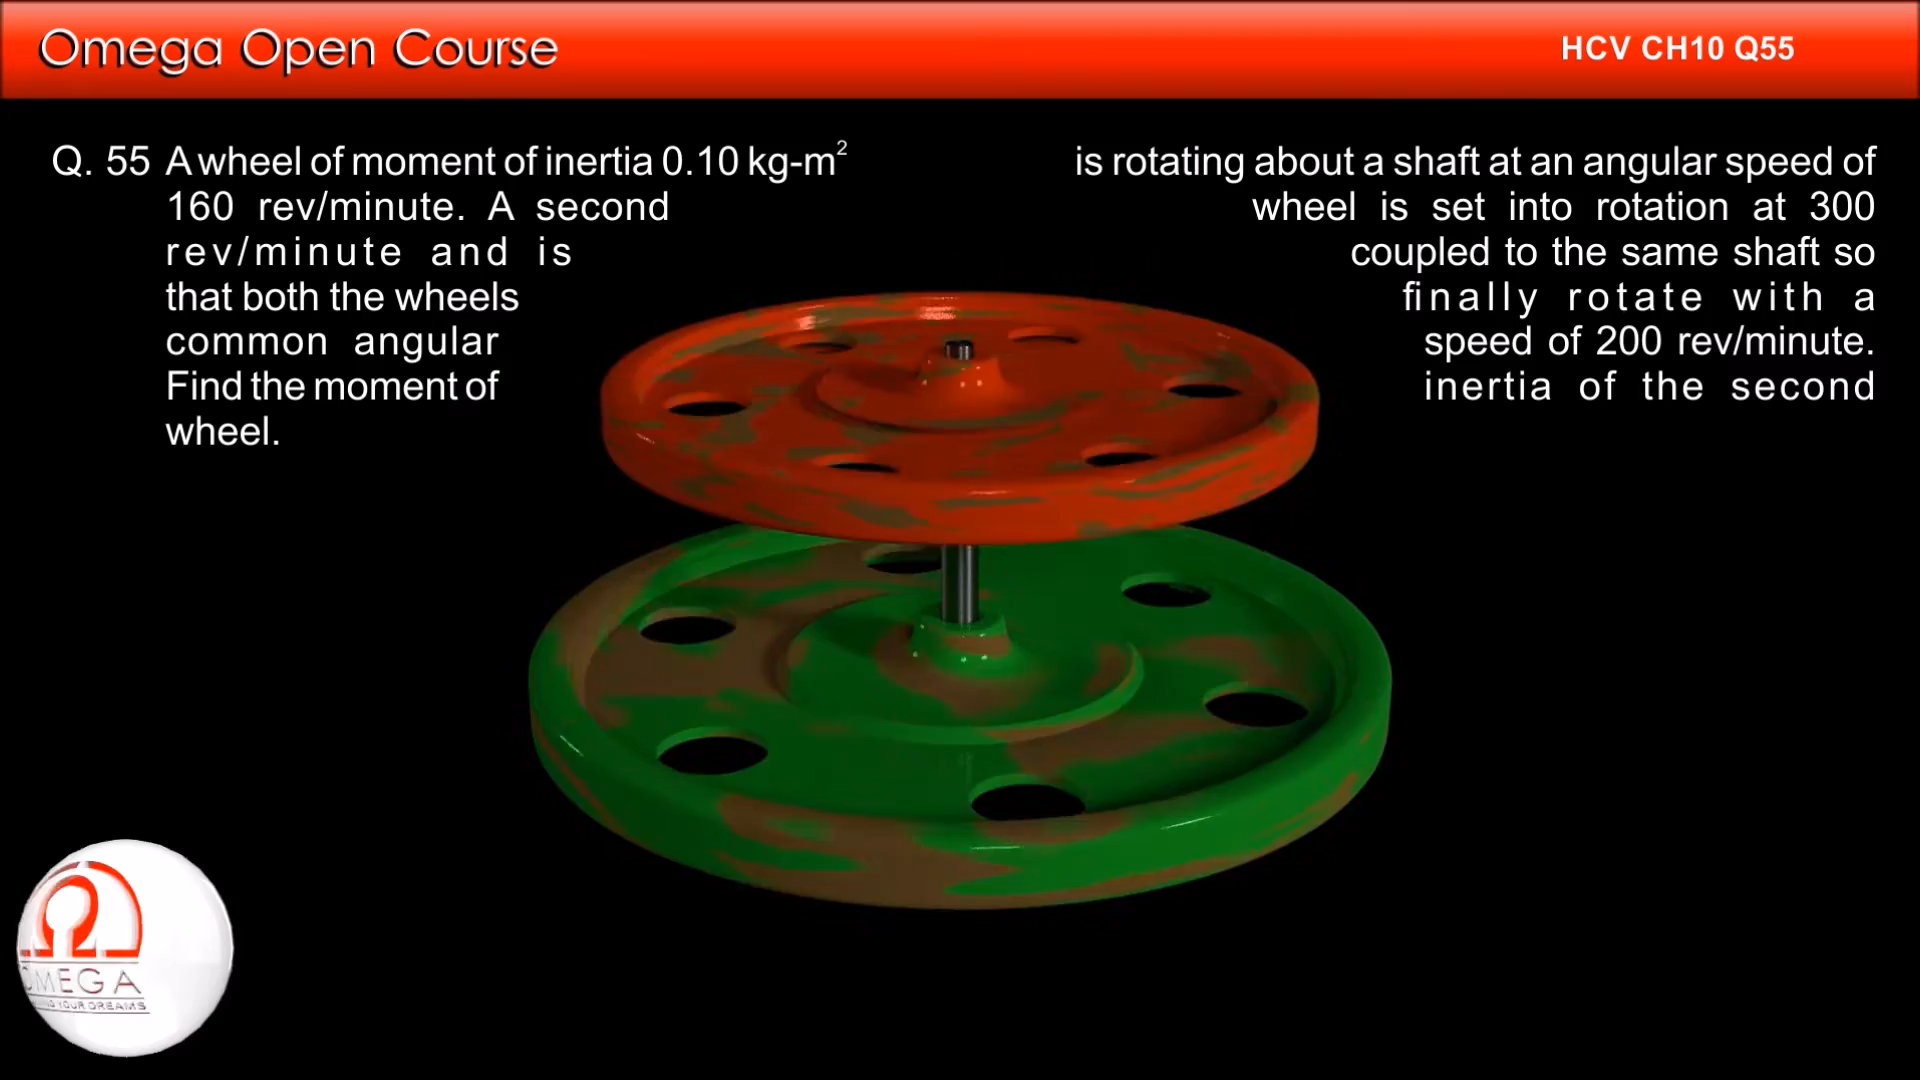 Omega Open Course
HCV CH10 Q55
Q. 55 A wheel of moment of inertia 0.10 kg-m² is rotating about a shaft at an angular speed of
160 rev/minute. A second wheel is set into rotation at 300
rev/minute and is coupled to the same shaft so
that both the wheels finally rotate with a
common angular speed of 200 rev/minute.
Find the moment of inertia of the second
wheel.
OMEGA
YOUR DREAMS